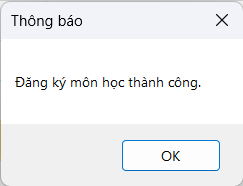 Thông báo
Đăng ký môn học thành công.
OK